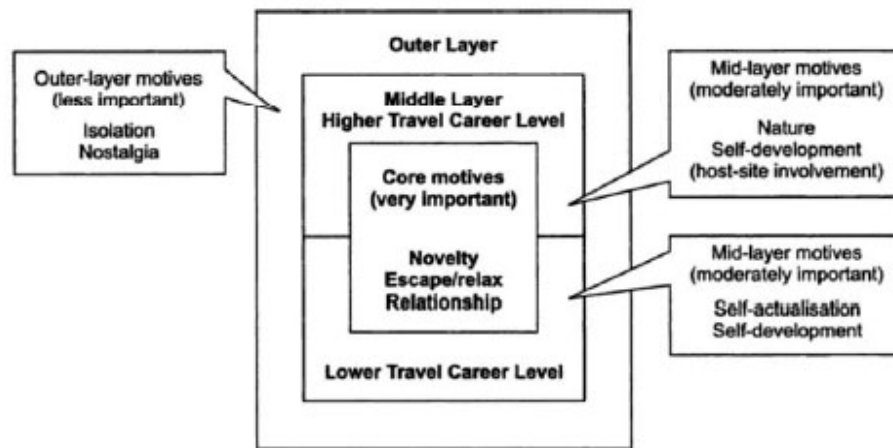 Outer Layer
Outer-layer motives
(less important)
Isolation
Nostalgia
Middle Layer
Higher Travel Career Level
Core motives
(very important)
Novelty
Escape/relax
Relationship
Lower Travel Career Level
Mid-layer motives
(moderately important)
Nature
Self-development
(host-site involvement)
Mid-layer motives
(moderately important)
Self-actualisation
Self-development